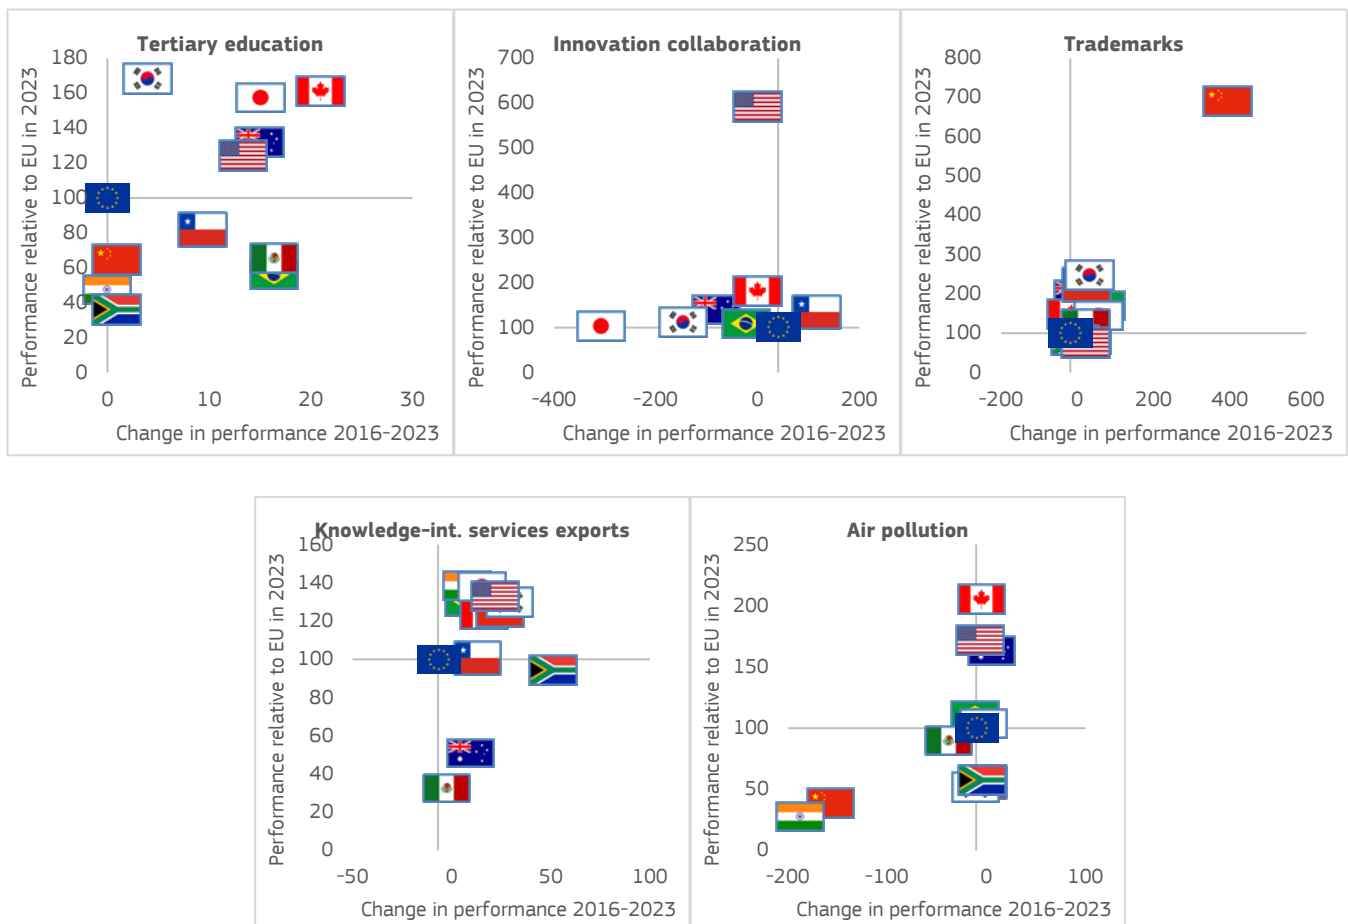 Tertiary education
Performance relative to EU in 2023
180
160
140
120
100
80
60
40
20
0
0 10 20 30
Change in performance 2016-2023
Innovation collaboration
Performance relative to EU in 2023
700
600
500
400
300
200
100
0
-400 -200 0 200
Change in performance 2016-2023
Trademarks
Performance relative to EU in 2023
800
700
600
500
400
300
200
100
0
-200 0 200 400 600
Change in performance 2016-2023
Knowledge-int. services exports
Performance relative to EU in 2023
160
140
120
100
80
60
40
20
0
-50 0 50 100
Change in performance 2016-2023
Air pollution
Performance relative to EU in 2023
250
200
150
100
50
0
-200 -100 0 100
Change in performance 2016-2023